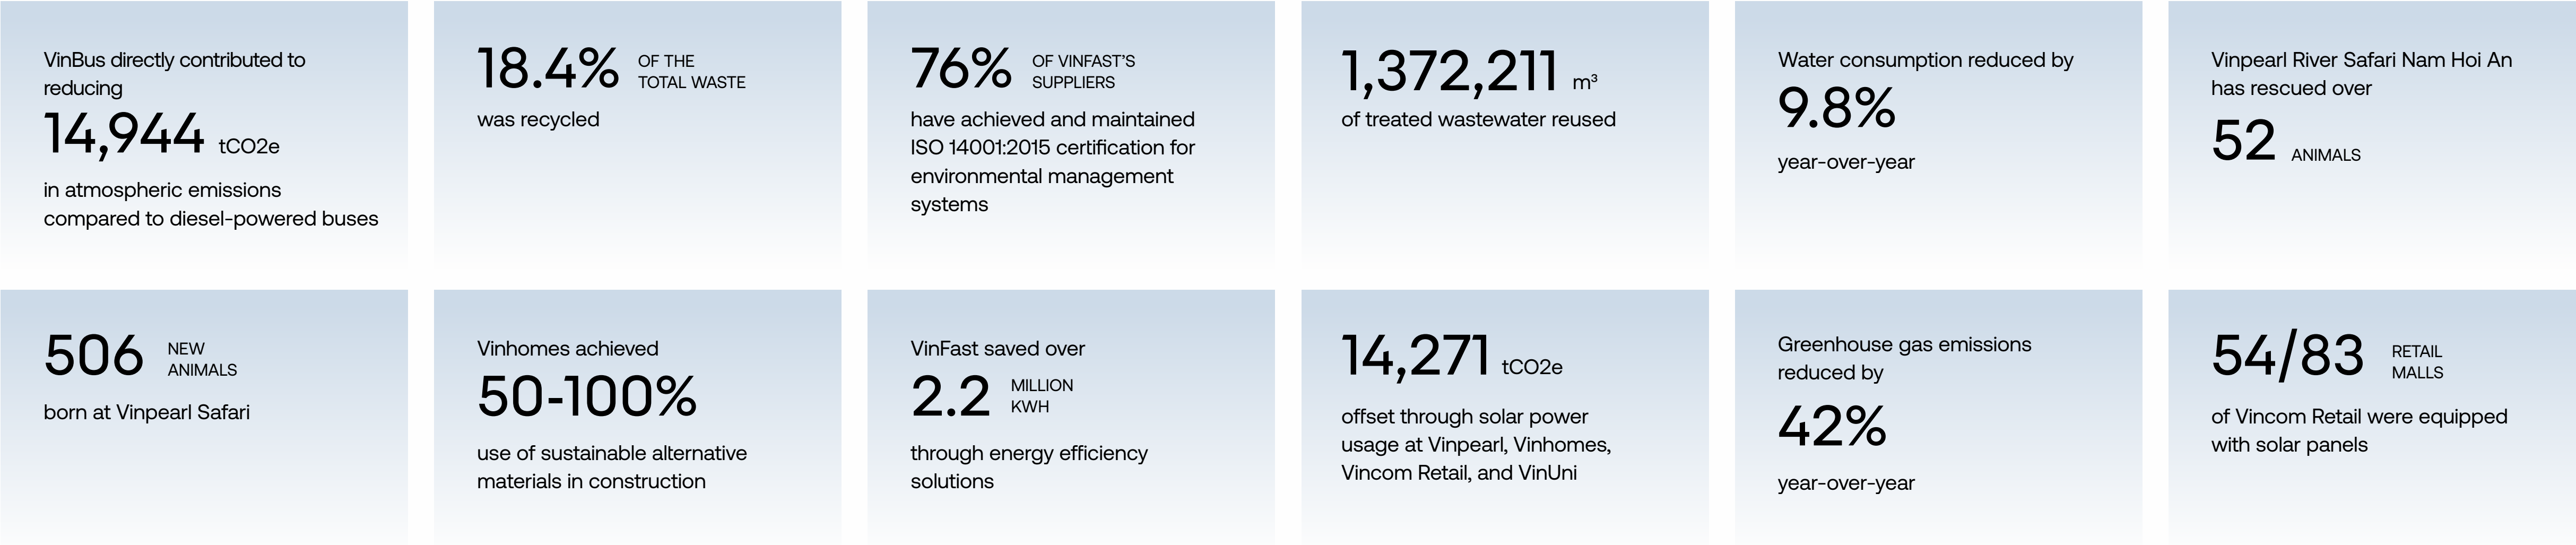 VinBus directly contributed to
reducing
14,944 tCO2e
in atmospheric emissions
compared to diesel-powered buses
18.4% OF THE
TOTAL WASTE
was recycled
76% OF VINFAST’S
SUPPLIERS
have achieved and maintained
ISO 14001:2015 certification for
environmental management
systems
1,372,211 m³
of treated wastewater reused
Water consumption reduced by
9.8%
year-over-year
Vinpearl River Safari Nam Hoi An
has rescued over
52 ANIMALS
506 NEW
ANIMALS
born at Vinpearl Safari
Vinhomes achieved
50-100%
use of sustainable alternative
materials in construction
VinFast saved over
2.2 MILLION
KWH
through energy efficiency
solutions
14,271 tCO2e
offset through solar power
usage at Vinpearl, Vinhomes,
Vincom Retail, and VinUni
Greenhouse gas emissions
reduced by
42%
year-over-year
54/83 RETAIL
MALLS
of Vincom Retail were equipped
with solar panels